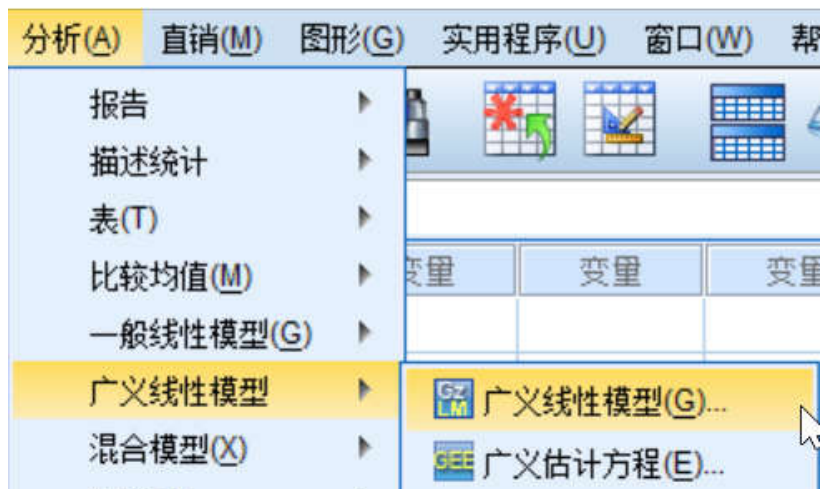 分析(A) 直销(M) 图形(G) 实用程序(U) 窗口(W) 帮
报告
描述统计
表(T)
比较均值(M)
变量 变量 变量
一般线性模型(G)
广义线性模型
GZLM 广义线性模型(G)...
混合模型(X)
GEE 广义估计方程(E)...